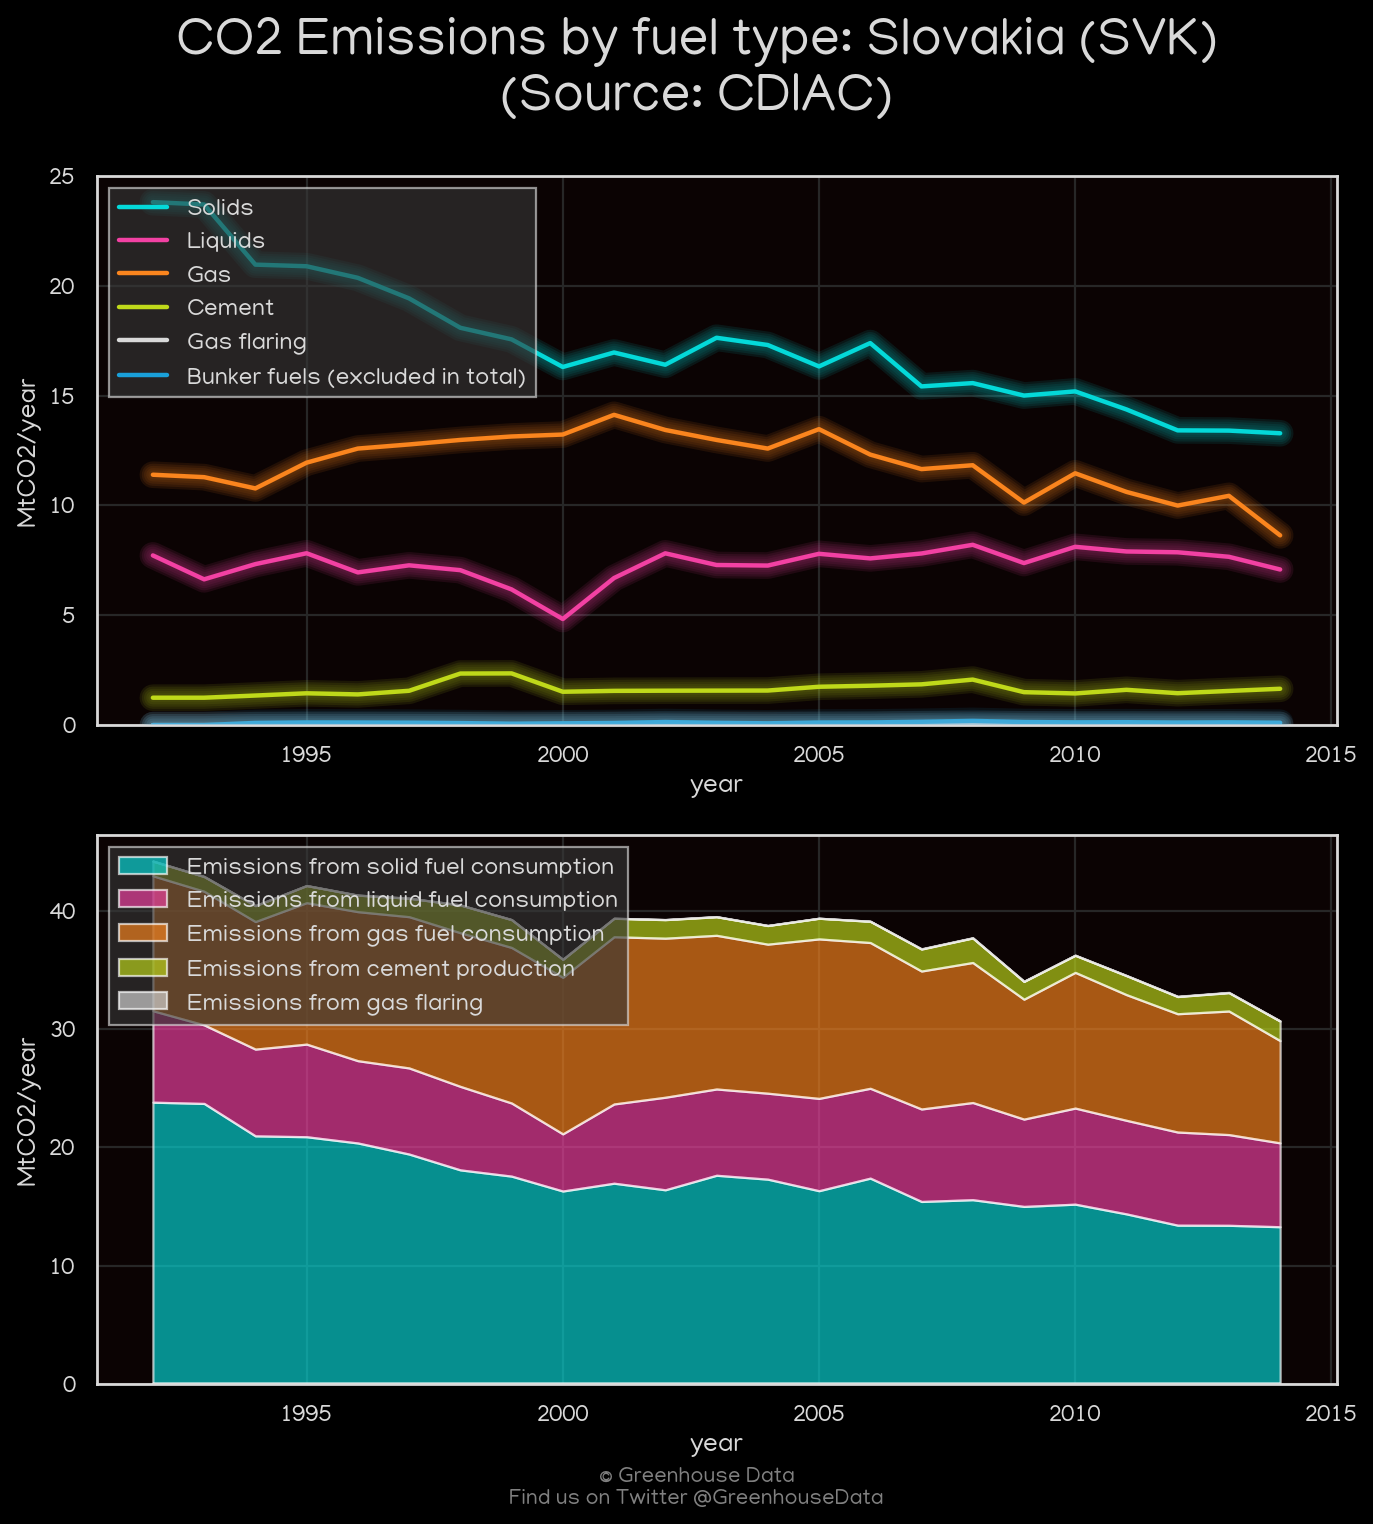 CO2 Emissions by fuel type: Slovakia (SVK)
(Source: CDIAC)
25
20
15
10
5
0
MtCO2/year
Solids
Liquids
Gas
Cement
Gas flaring
Bunker fuels (excluded in total)
1995
2000
2005
2010
2015
year
40
30
20
10
0
MtCO2/year
Emissions from solid fuel consumption
Emissions from liquid fuel consumption
Emissions from gas fuel consumption
Emissions from cement production
Emissions from gas flaring
1995
2000
2005
2010
2015
year
© Greenhouse Data
Find us on Twitter @GreenhouseData